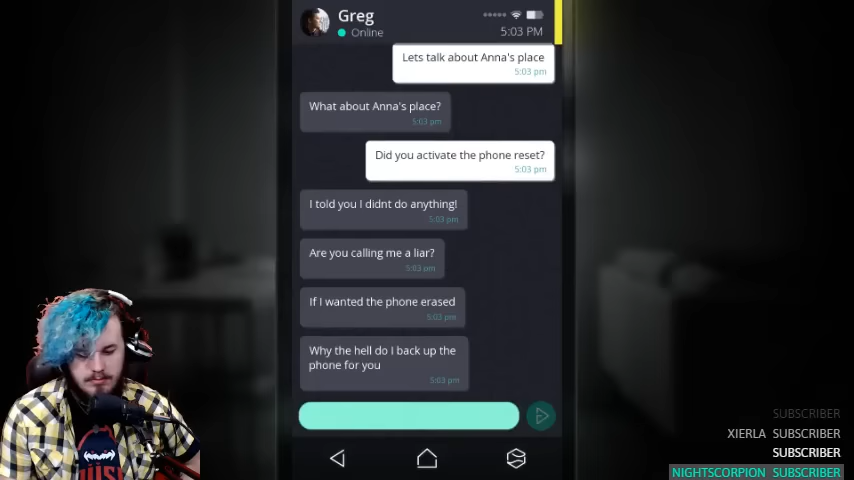 Greg
Online
5:03 PM
Lets talk about Anna's place
5:03 pm
What about Anna's place?
5:03 pm
Did you activate the phone reset?
5:03 pm
I told you I didnt do anything!
5:03 pm
Are you calling me a liar?
5:03 pm
If I wanted the phone erased
5:03 pm
Why the hell do I back up the
phone for you
5:03 pm
SUBSCRIBER
XIERLA SUBSCRIBER
SUBSCRIBER
NIGHTSCORPION SUBSCRIBER